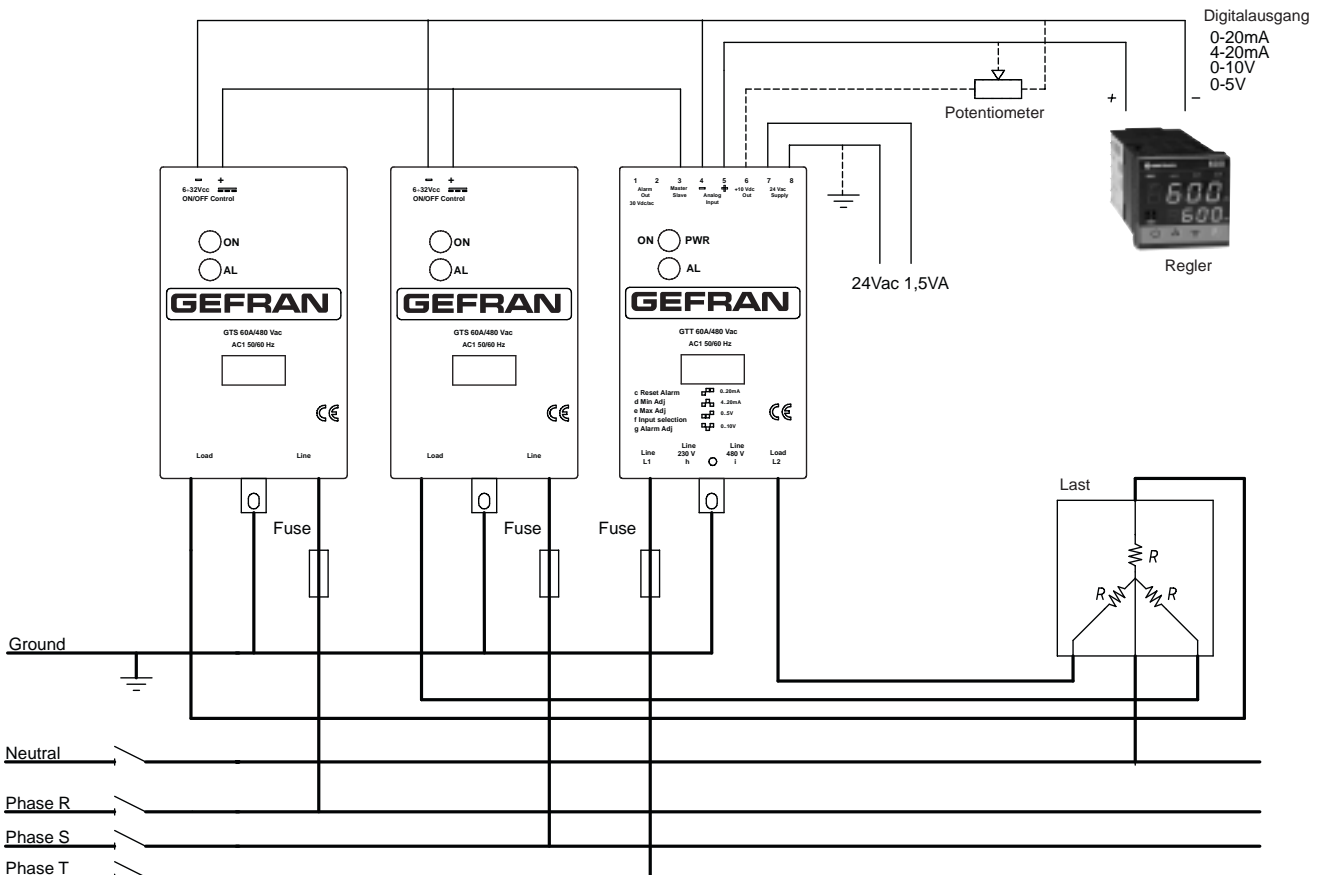 Digitalausgang
0-20mA
4-20mA
0-10V
0-5V
Potentiometer
+
–
Regler
600
600
24Vac 1,5VA
– +
6-32Vcc
ON/OFF Control
ON
AL
GEFRAN
GTS 60A/480 Vac
AC1 50/60 Hz
CE
Load Line
– +
6-32Vcc
ON/OFF Control
ON
AL
GEFRAN
GTS 60A/480 Vac
AC1 50/60 Hz
CE
Load Line
1 2 3 4 5 6 7 8
Alarm
Out
30 Vdc/ac
Master
Slave
– +
Analog
Input
+10 Vdc
Out
24 Vac
Supply
ON PWR
AL
GEFRAN
GTT 60A/480 Vac
AC1 50/60 Hz
c Reset Alarm 0..20mA
d Min Adj 4..20mA
e Max Adj 0..5V
f Input selection 0..10V
g Alarm Adj
CE
Line
L1
Line
230 V
h
Line
480 V
i
Load
L2
Fuse
Fuse
Fuse
Last
R
R
R
Ground
Neutral
Phase R
Phase S
Phase T